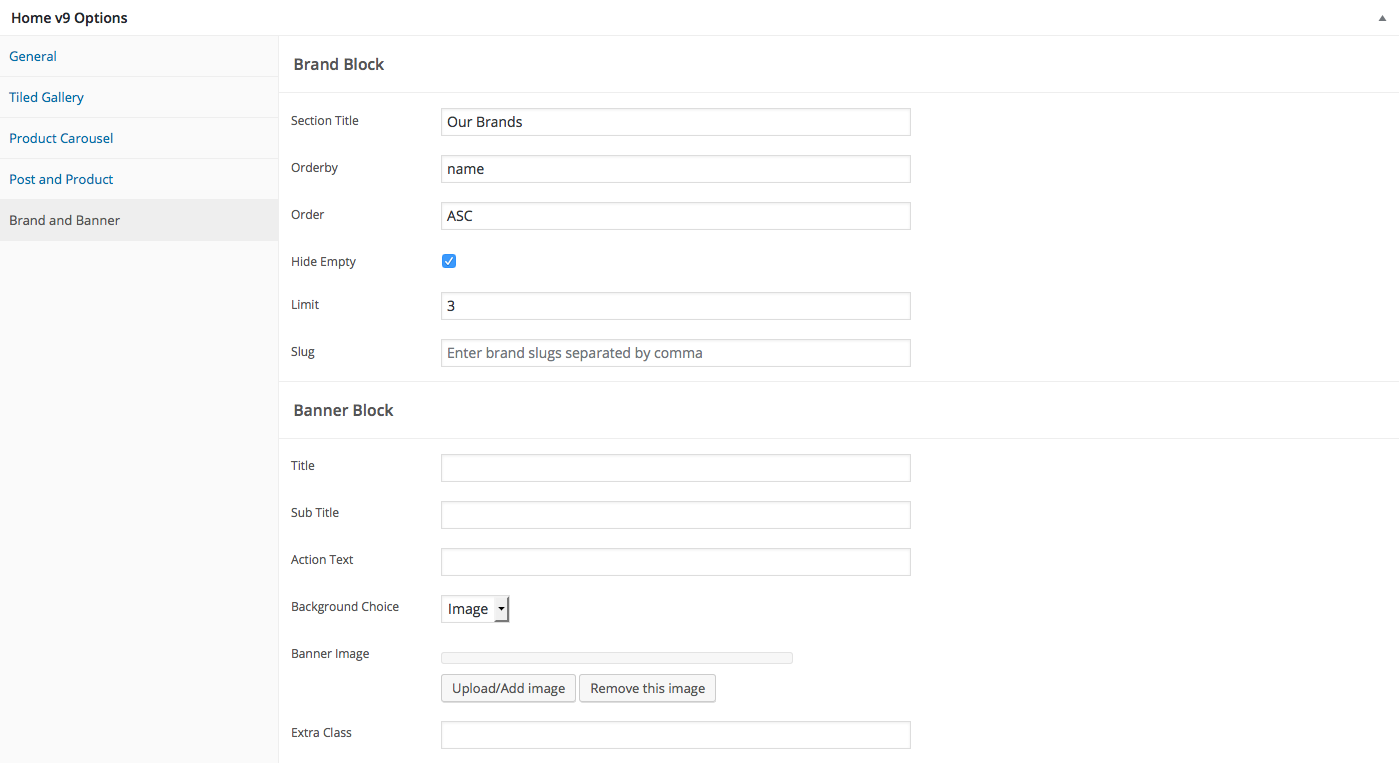 Home v9 Options
General
Tiled Gallery
Product Carousel
Post and Product
Brand and Banner
Brand Block
Section Title Our Brands
Orderby name
Order ASC
Hide Empty
Limit 3
Slug Enter brand slugs separated by comma
Banner Block
Title
Sub Title
Action Text
Background Choice Image
Banner Image
Upload/Add image Remove this image
Extra Class